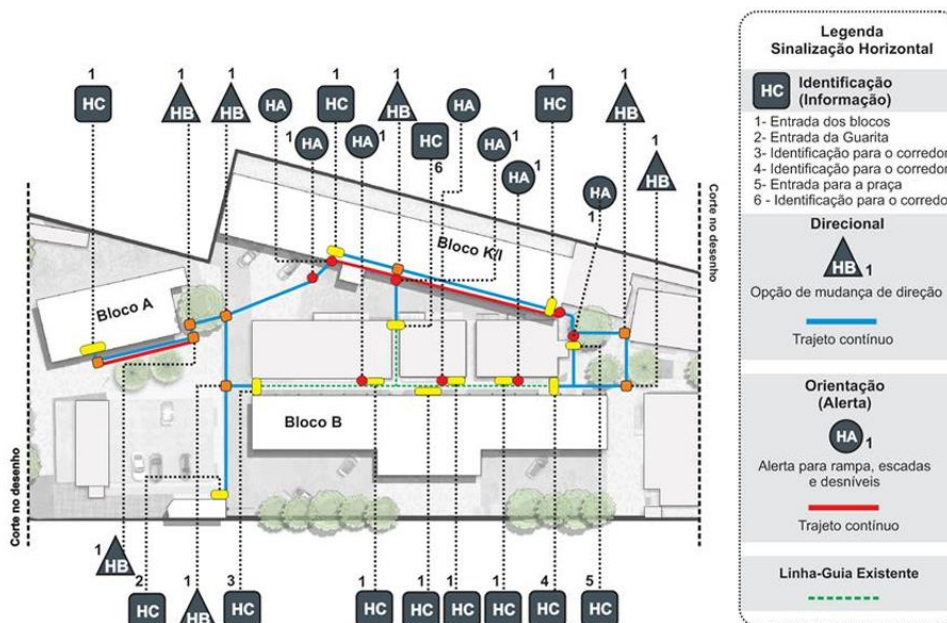 1
HC
1
HB
1
HB
HA
1
HA
1
HC
HA
1
1
HB
HC
6
HA
HA
1
HA
1
1
HC
HA
1
1
HB
1
HB
Corte no desenho
Corte no desenho
Bloco A
Bloco K/I
Bloco B
1
HB
2
HC
1
HB
3
HC
1
HC
1
HC
1
HC
1
HC
4
HC
5
HC
Legenda
Sinalização Horizontal
HC
Identificação
(Informação)
1- Entrada dos blocos
2- Entrada da Guarita
3- Identificação para o corredor
4- Identificação para o corredor
5- Entrada para a praça
6 - Identificação para o corredo
Direcional
HB 1
Opção de mudança de direção
Trajeto contínuo
Orientação
(Alerta)
HA 1
Alerta para rampa, escadas
e desníveis
Trajeto contínuo
Linha-Guia Existente